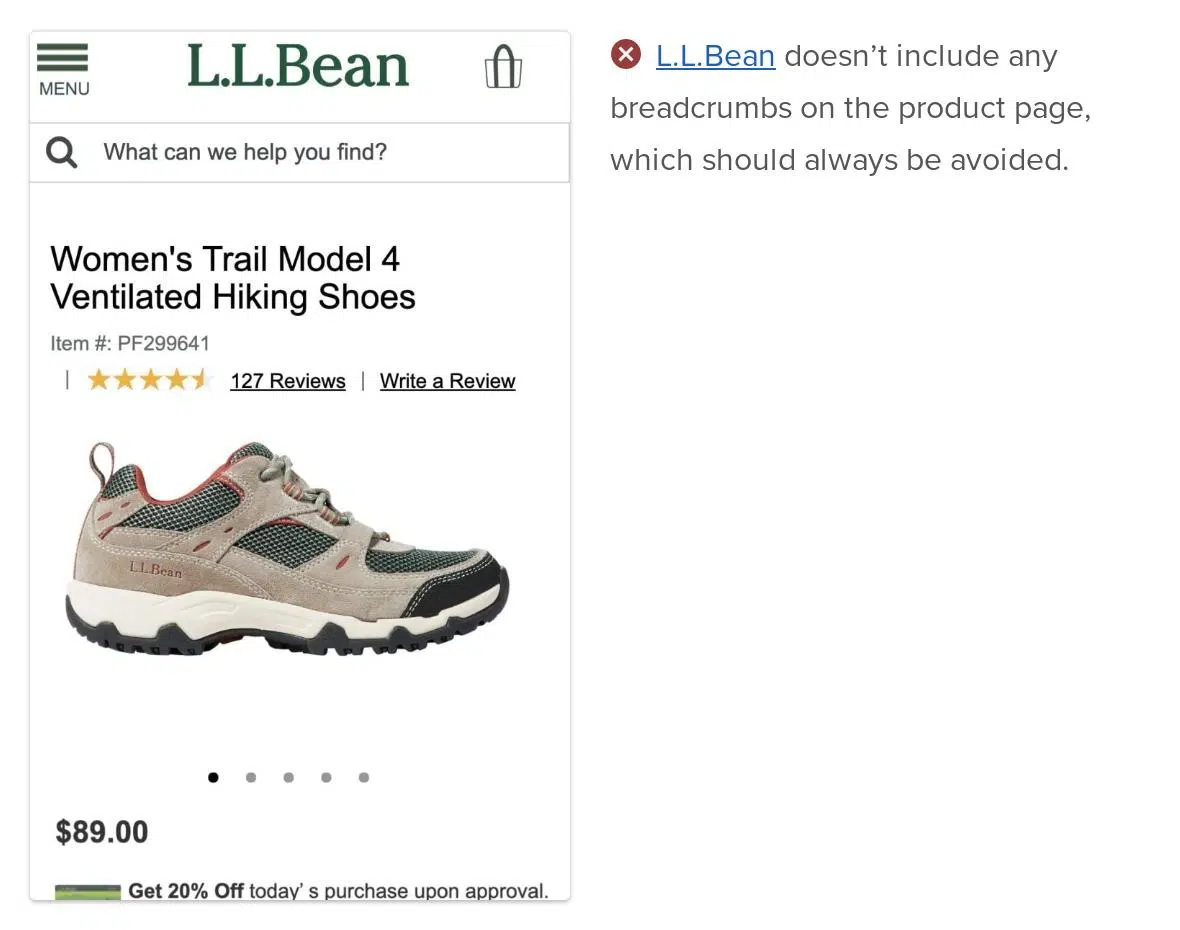 MENU
L.L.Bean
What can we help you find?
Women's Trail Model 4
Ventilated Hiking Shoes
Item #: PF299641
| 127 Reviews | Write a Review
L.L.Bean
$89.00
Get 20% Off today’ s purchase upon approval.
L.L.Bean doesn’t include any
breadcrumbs on the product page,
which should always be avoided.